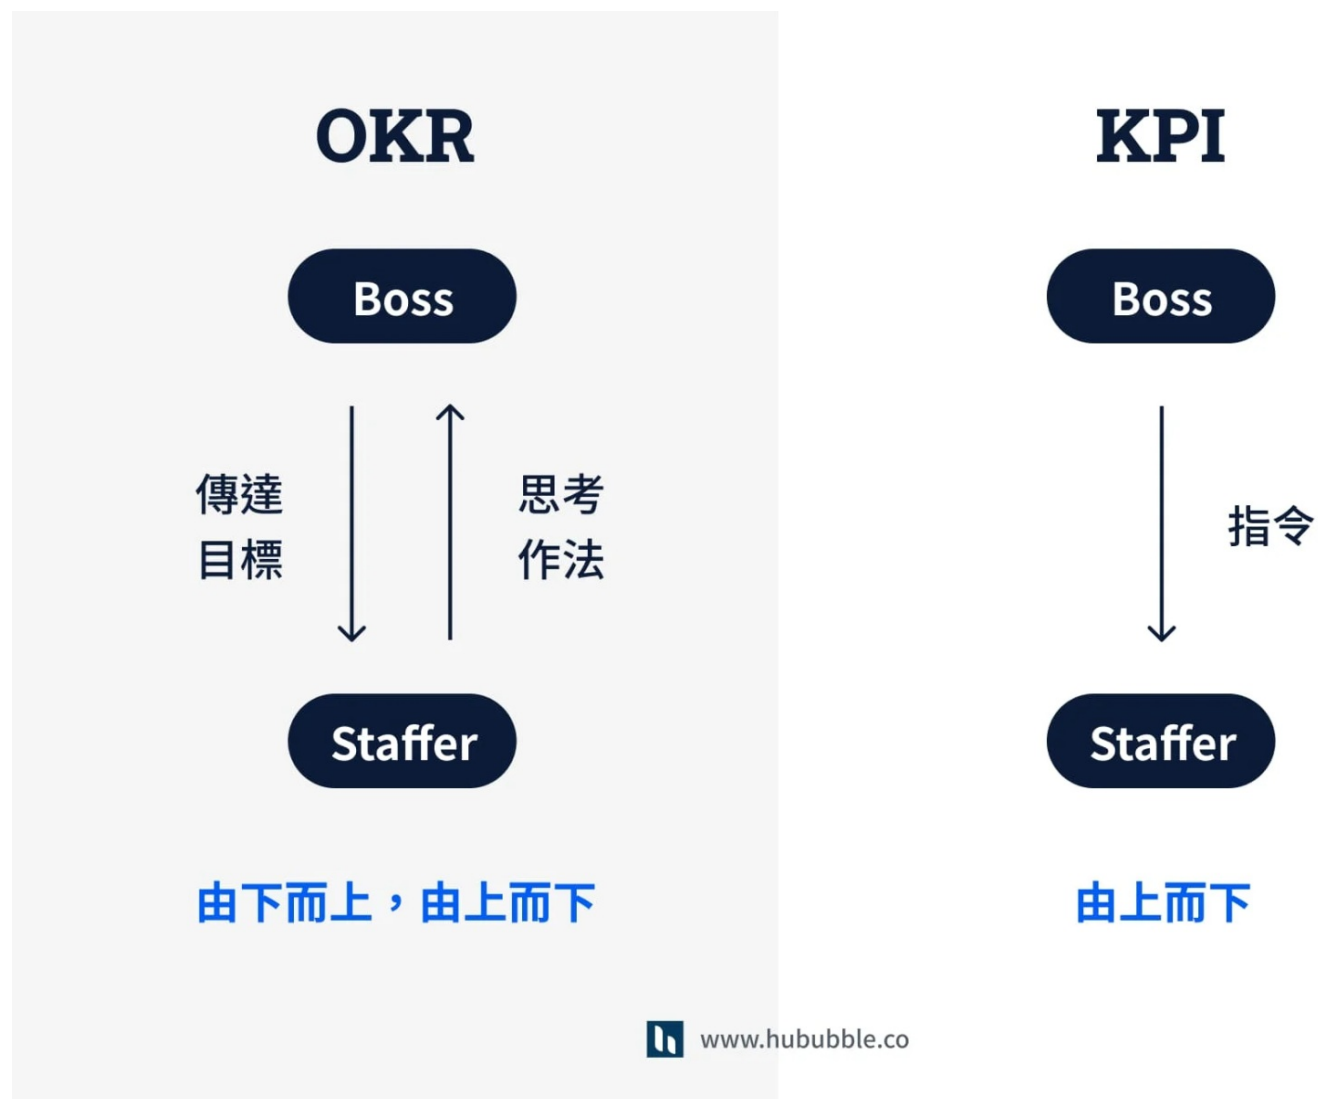 OKR
Boss
傳達
目標
思考
作法
Staffer
由下而上，由上而下
KPI
Boss
指令
Staffer
由上而下
www.hububble.co